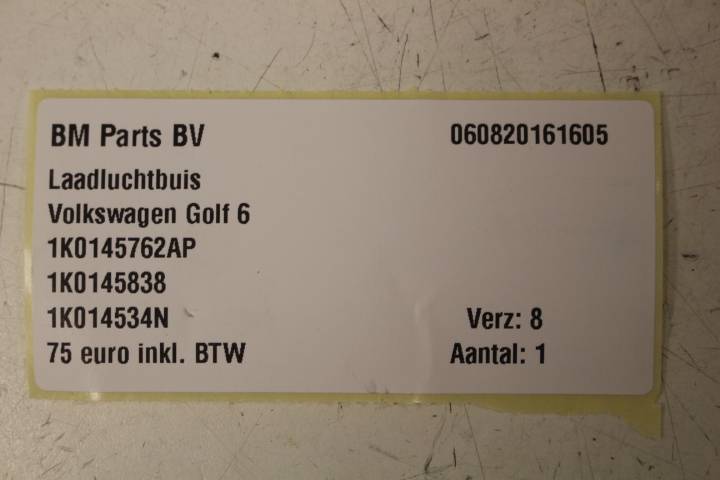 BM Parts BV 060820161605
Laadluchtbuis
Volkswagen Golf 6
1K0145762AP
1K0145838
1K014534N Verz: 8
75 euro inkl. BTW Aantal: 1